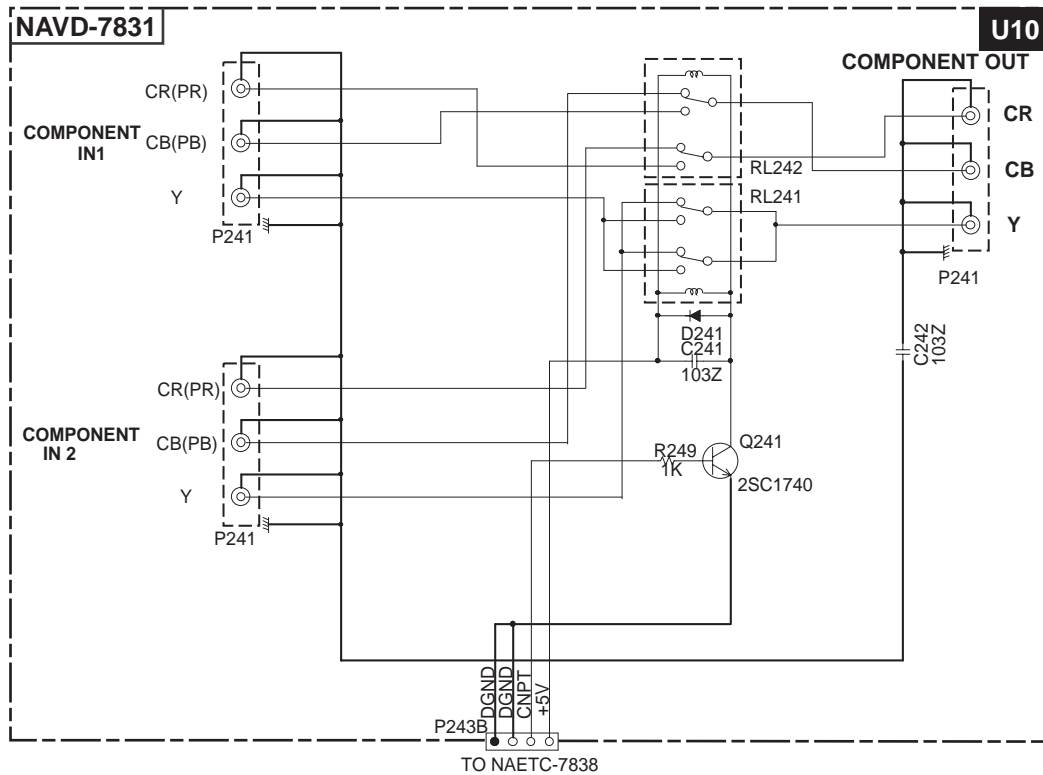 NAVD-7831
U10
COMPONENT OUT
CR(PR)
COMPONENT
IN1
CB(PB)
Y
P241
CR
CB
Y
P241
RL242
RL241
D241
C241
103Z
C242
103Z
CR(PR)
COMPONENT
IN 2
CB(PB)
Y
P241
R249
1K
Q241
2SC1740
DGND
DGND
CNPT
+5V
P243B
TO NAETC-7838